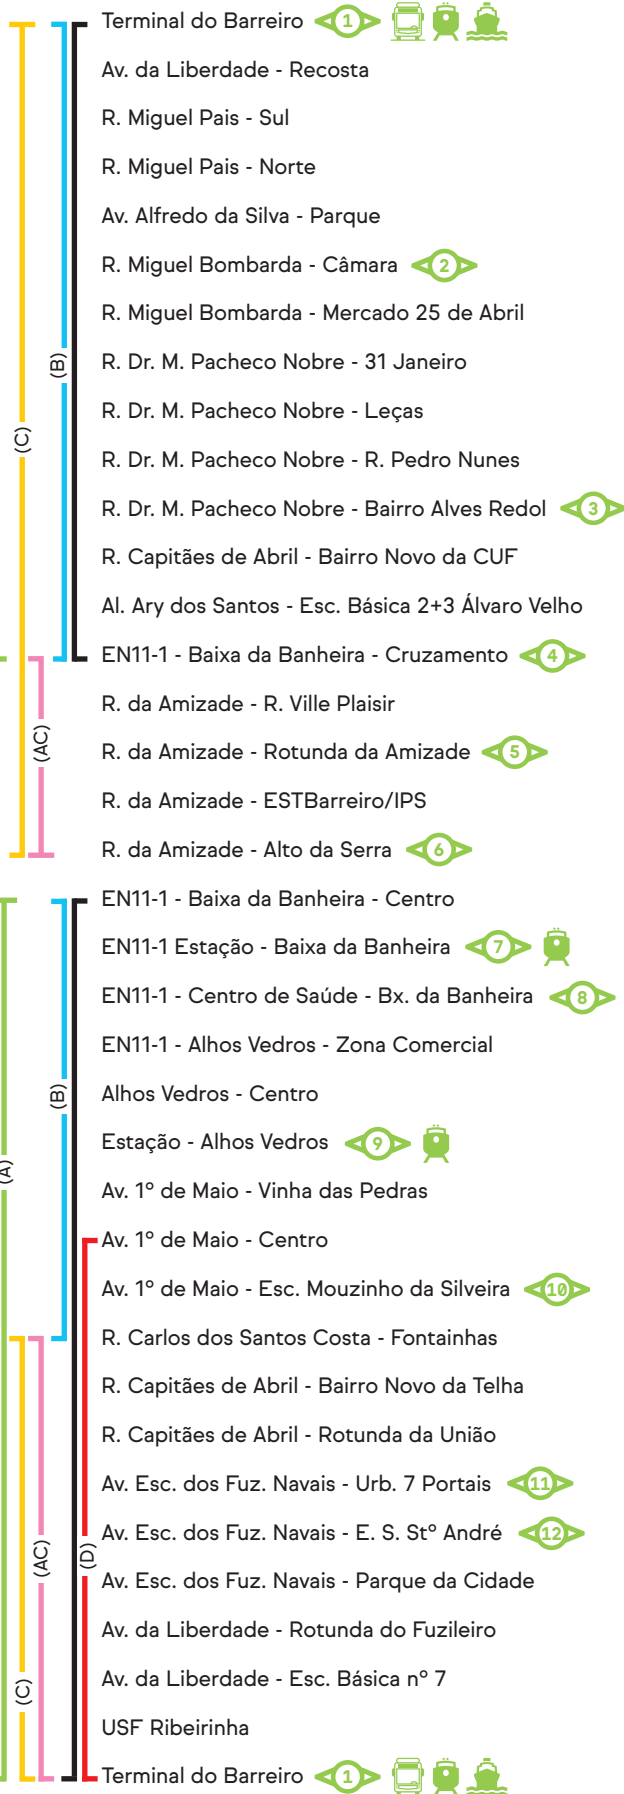 Terminal do Barreiro 1
Av. da Liberdade - Recosta
R. Miguel Pais - Sul
R. Miguel Pais - Norte
Av. Alfredo da Silva - Parque
R. Miguel Bombarda - Câmara 2
R. Miguel Bombarda - Mercado 25 de Abril
(B)
R. Dr. M. Pacheco Nobre - 31 Janeiro
R. Dr. M. Pacheco Nobre - Leças
(C)
R. Dr. M. Pacheco Nobre - R. Pedro Nunes
R. Dr. M. Pacheco Nobre - Bairro Alves Redol 3
R. Capitães de Abril - Bairro Novo da CUF
Al. Ary dos Santos - Esc. Básica 2+3 Álvaro Velho
EN11-1 - Baixa da Banheira - Cruzamento 4
R. da Amizade - R. Ville Plaisir
(AC)
R. da Amizade - Rotunda da Amizade 5
R. da Amizade - ESTBarreiro/IPS
R. da Amizade - Alto da Serra 6
EN11-1 - Baixa da Banheira - Centro
EN11-1 Estação - Baixa da Banheira 7
EN11-1 - Centro de Saúde - Bx. da Banheira 8
EN11-1 - Alhos Vedros - Zona Comercial
(B)
Alhos Vedros - Centro
Estação - Alhos Vedros 9
(A)
Av. 1º de Maio - Vinha das Pedras
Av. 1º de Maio - Centro
Av. 1º de Maio - Esc. Mouzinho da Silveira 10
R. Carlos dos Santos Costa - Fontainhas
R. Capitães de Abril - Bairro Novo da Telha
R. Capitães de Abril - Rotunda da União
Av. Esc. dos Fuz. Navais - Urb. 7 Portais 11
Av. Esc. dos Fuz. Navais - E. S. Stº André 12
(AC)
(D)
Av. Esc. dos Fuz. Navais - Parque da Cidade
Av. da Liberdade - Rotunda do Fuzileiro
Av. da Liberdade - Esc. Básica nº 7
(C)
USF Ribeirinha
Terminal do Barreiro 1